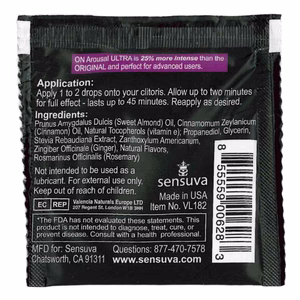 ON Arousal ULTRA is 25% more intense than the
ORIGINAL and perfect for advanced users.
Application:
Apply 1 to 2 drops onto your clitoris. Allow up to two minutes
for full effect - lasts up to 45 minutes. Reapply as desired.
Ingredients:
Prunus Amygdalus Dulcis (Sweet Almond) Oil, Cinnamomum Zeylanicum
(Cinnamon) Oil, Natural Tocopherols (vitamin e); Propanediol, Glycerin,
Stevia Rebaudiana Extract, Zanthoxylum Americanum,
Zingiber Officinale (Ginger), Natural Flavors,
Rosmarinus Officinalis (Rosemary)
Not intended to be used as a
lubricant. For external use only.
Keep out of reach of children.
EC REP
Valencia Naturals Europe LTD
207 Regent St. London W1B 3HH
sensuva
Made in USA
Item No. VL182
*The FDA has not evaluated these statements. This
product is not intended to diagnose, treat, cure, or
prevent disease. Consult with a health professional.
MFD for: Sensuva
Chatsworth, CA 91311
Questions: 877-470-7578
www.sensuva.com
8 55559 00628 3